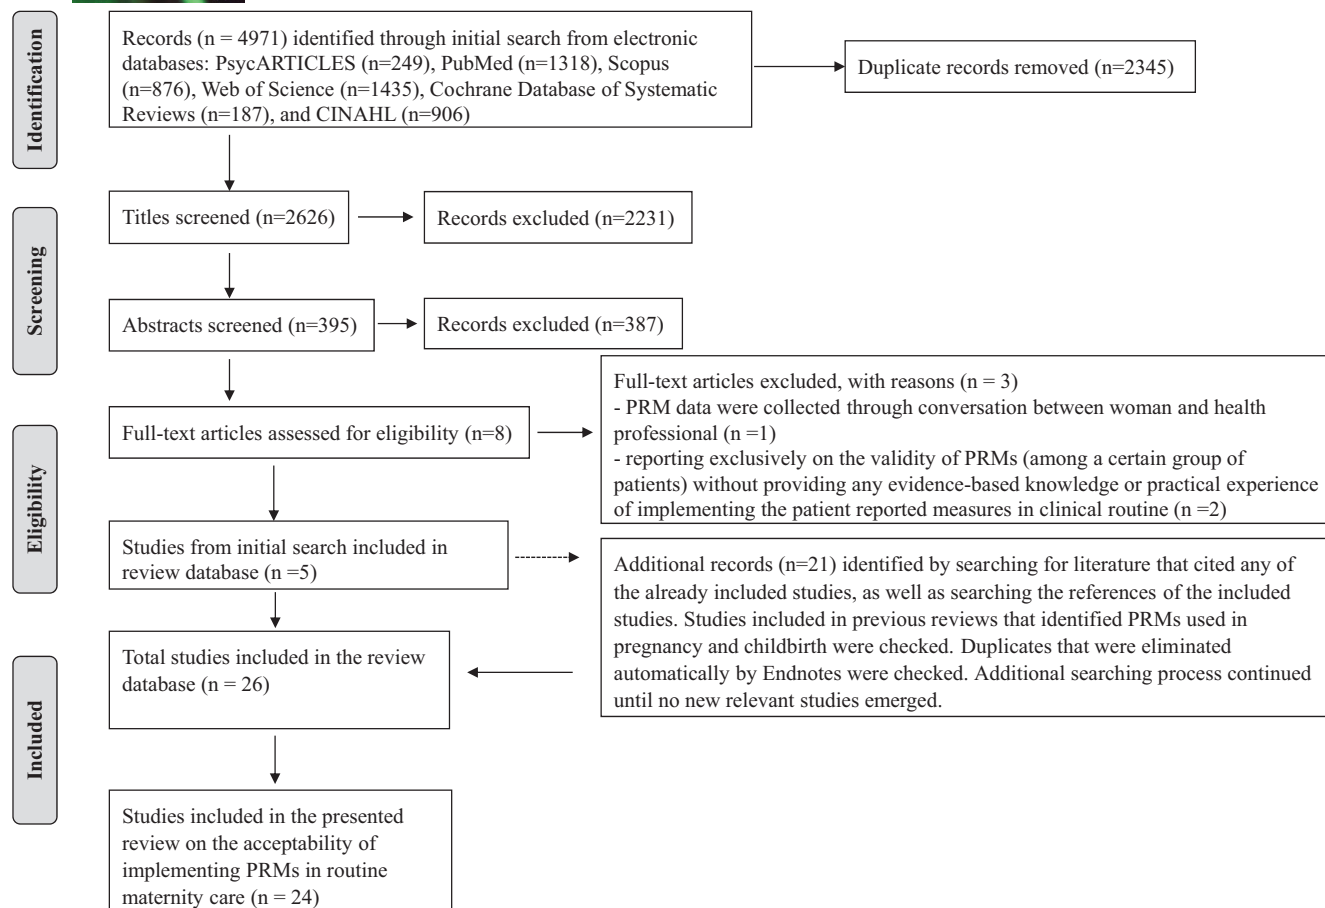 Identification
Records (n = 4971) identified through initial search from electronic
databases: PsycARTICLES (n=249), PubMed (n=1318), Scopus
(n=876), Web of Science (n=1435), Cochrane Database of Systematic
Reviews (n=187), and CINAHL (n=906)
Duplicate records removed (n=2345)
Screening
Titles screened (n=2626)
Records excluded (n=2231)
Abstracts screened (n=395)
Records excluded (n=387)
Eligibility
Full-text articles assessed for eligibility (n=8)
Full-text articles excluded, with reasons (n = 3)
- PRM data were collected through conversation between woman and health
professional (n =1)
- reporting exclusively on the validity of PRMs (among a certain group of
patients) without providing any evidence-based knowledge or practical experience
of implementing the patient reported measures in clinical routine (n =2)
Studies from initial search included in
review database (n =5)
Additional records (n=21) identified by searching for literature that cited any of
the already included studies, as well as searching the references of the included
studies. Studies included in previous reviews that identified PRMs used in
pregnancy and childbirth were checked. Duplicates that were eliminated
automatically by Endnotes were checked. Additional searching process continued
until no new relevant studies emerged.
Included
Total studies included in the review
database (n = 26)
Studies included in the presented
review on the acceptability of
implementing PRMs in routine
maternity care (n = 24)